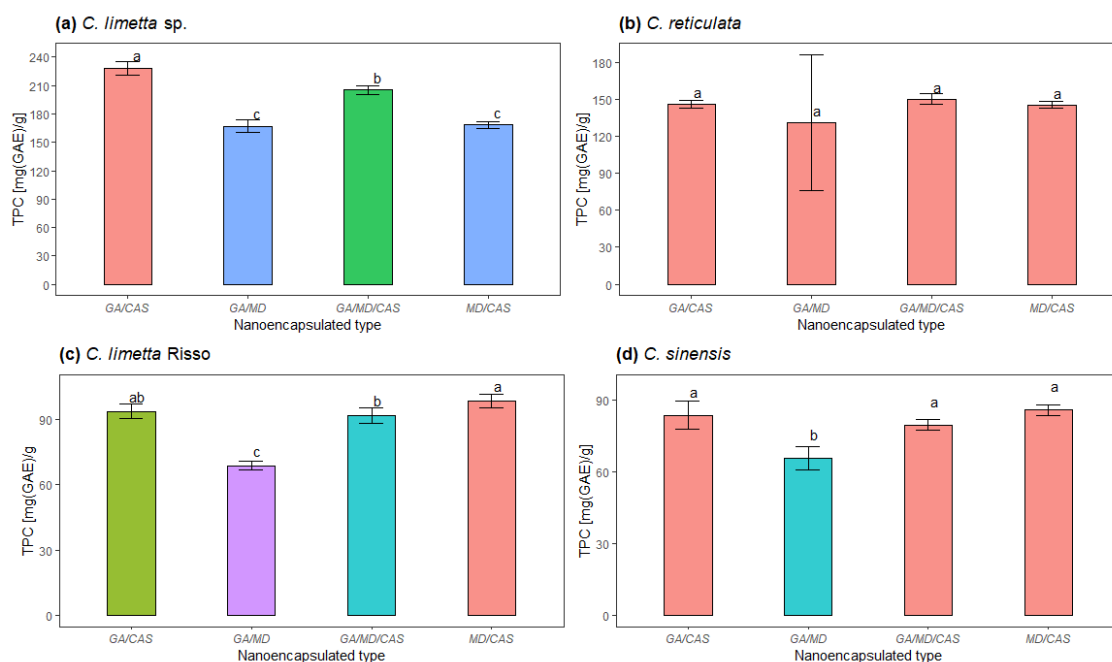 (a) C. limetta sp.
TPC [mg(GAE)/g]
240
210
180
150
120
90
60
30
0
a
c
b
c
GA/CAS GA/MD GA/MD/CAS MD/CAS
Nanoencapsulated type
(b) C. reticulata
TPC [mg(GAE)/g]
180
150
120
90
60
30
0
a
a
a
a
GA/CAS GA/MD GA/MD/CAS MD/CAS
Nanoencapsulated type
(c) C. limetta Risso
TPC [mg(GAE)/g]
90
60
30
0
ab
c
b
a
GA/CAS GA/MD GA/MD/CAS MD/CAS
Nanoencapsulated type
(d) C. sinensis
TPC [mg(GAE)/g]
90
60
30
0
a
b
a
a
GA/CAS GA/MD GA/MD/CAS MD/CAS
Nanoencapsulated type